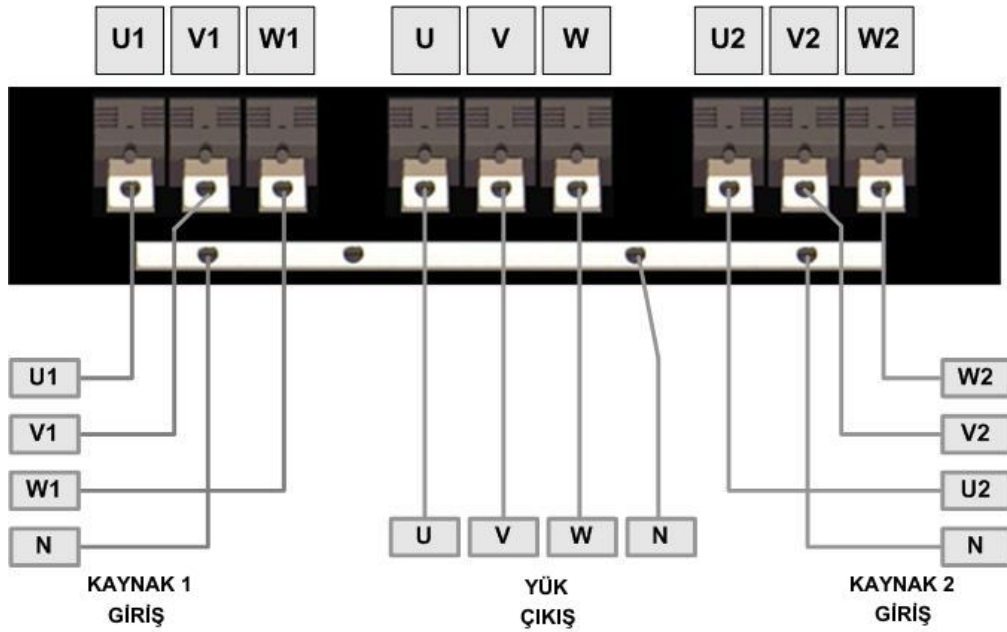 U1 V1 W1 U V W U2 V2 W2
U1
V1
W1
N
U V W N
W2
V2
U2
N
KAYNAK 1
GİRİŞ
YÜK
ÇIKIŞ
KAYNAK 2
GİRİŞ